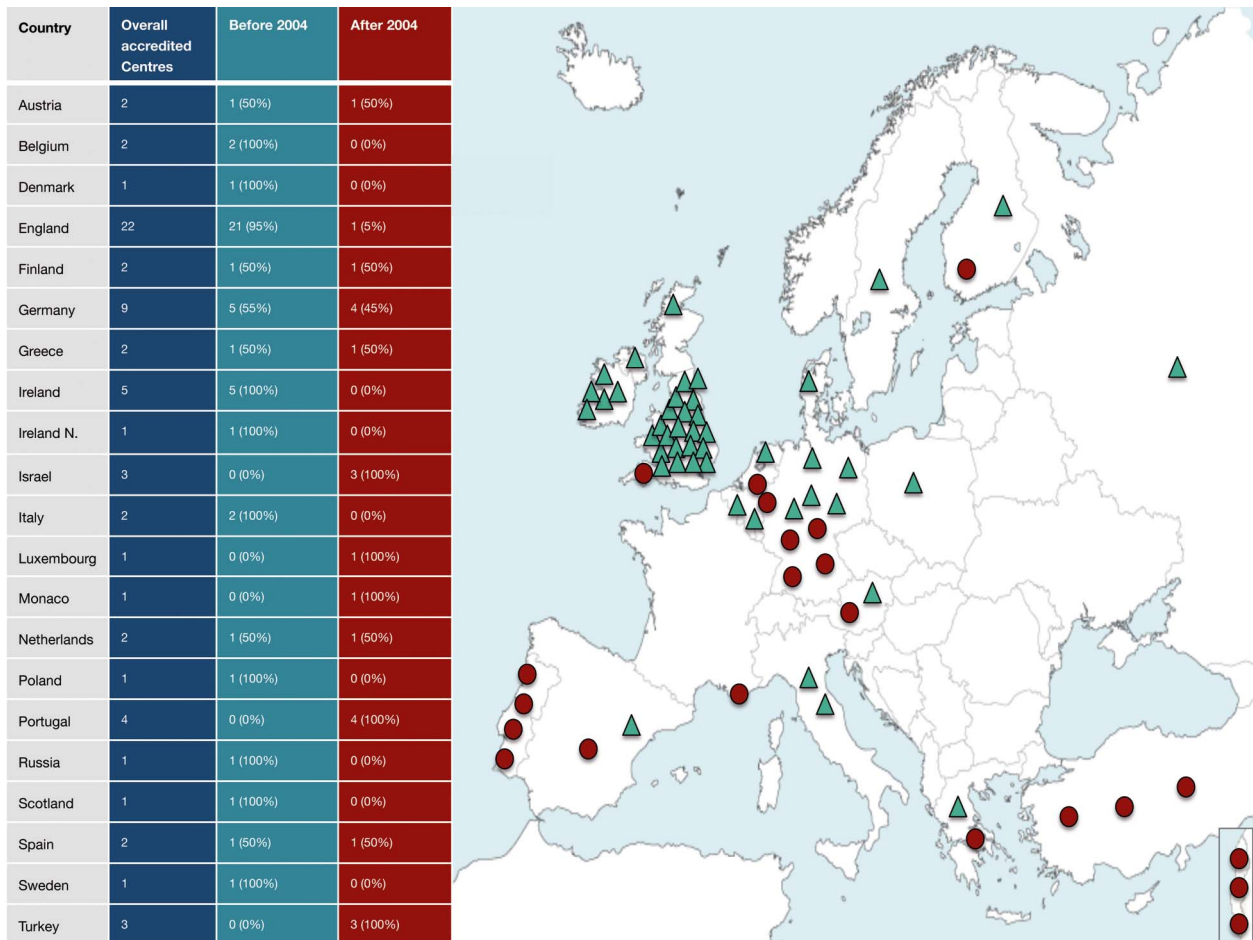 Country Overall accredited Centres Before 2004 After 2004
Austria 2 1 (50%) 1 (50%)
Belgium 2 2 (100%) 0 (0%)
Denmark 1 1 (100%) 0 (0%)
England 22 21 (95%) 1 (5%)
Finland 2 1 (50%) 1 (50%)
Germany 9 5 (55%) 4 (45%)
Greece 2 1 (50%) 1 (50%)
Ireland 5 5 (100%) 0 (0%)
Ireland N. 1 1 (100%) 0 (0%)
Israel 3 0 (0%) 3 (100%)
Italy 2 2 (100%) 0 (0%)
Luxembourg 1 0 (0%) 1 (100%)
Monaco 1 0 (0%) 1 (100%)
Netherlands 2 1 (50%) 1 (50%)
Poland 1 1 (100%) 0 (0%)
Portugal 4 0 (0%) 4 (100%)
Russia 1 1 (100%) 0 (0%)
Scotland 1 1 (100%) 0 (0%)
Spain 2 1 (50%) 1 (50%)
Sweden 1 1 (100%) 0 (0%)
Turkey 3 0 (0%) 3 (100%)